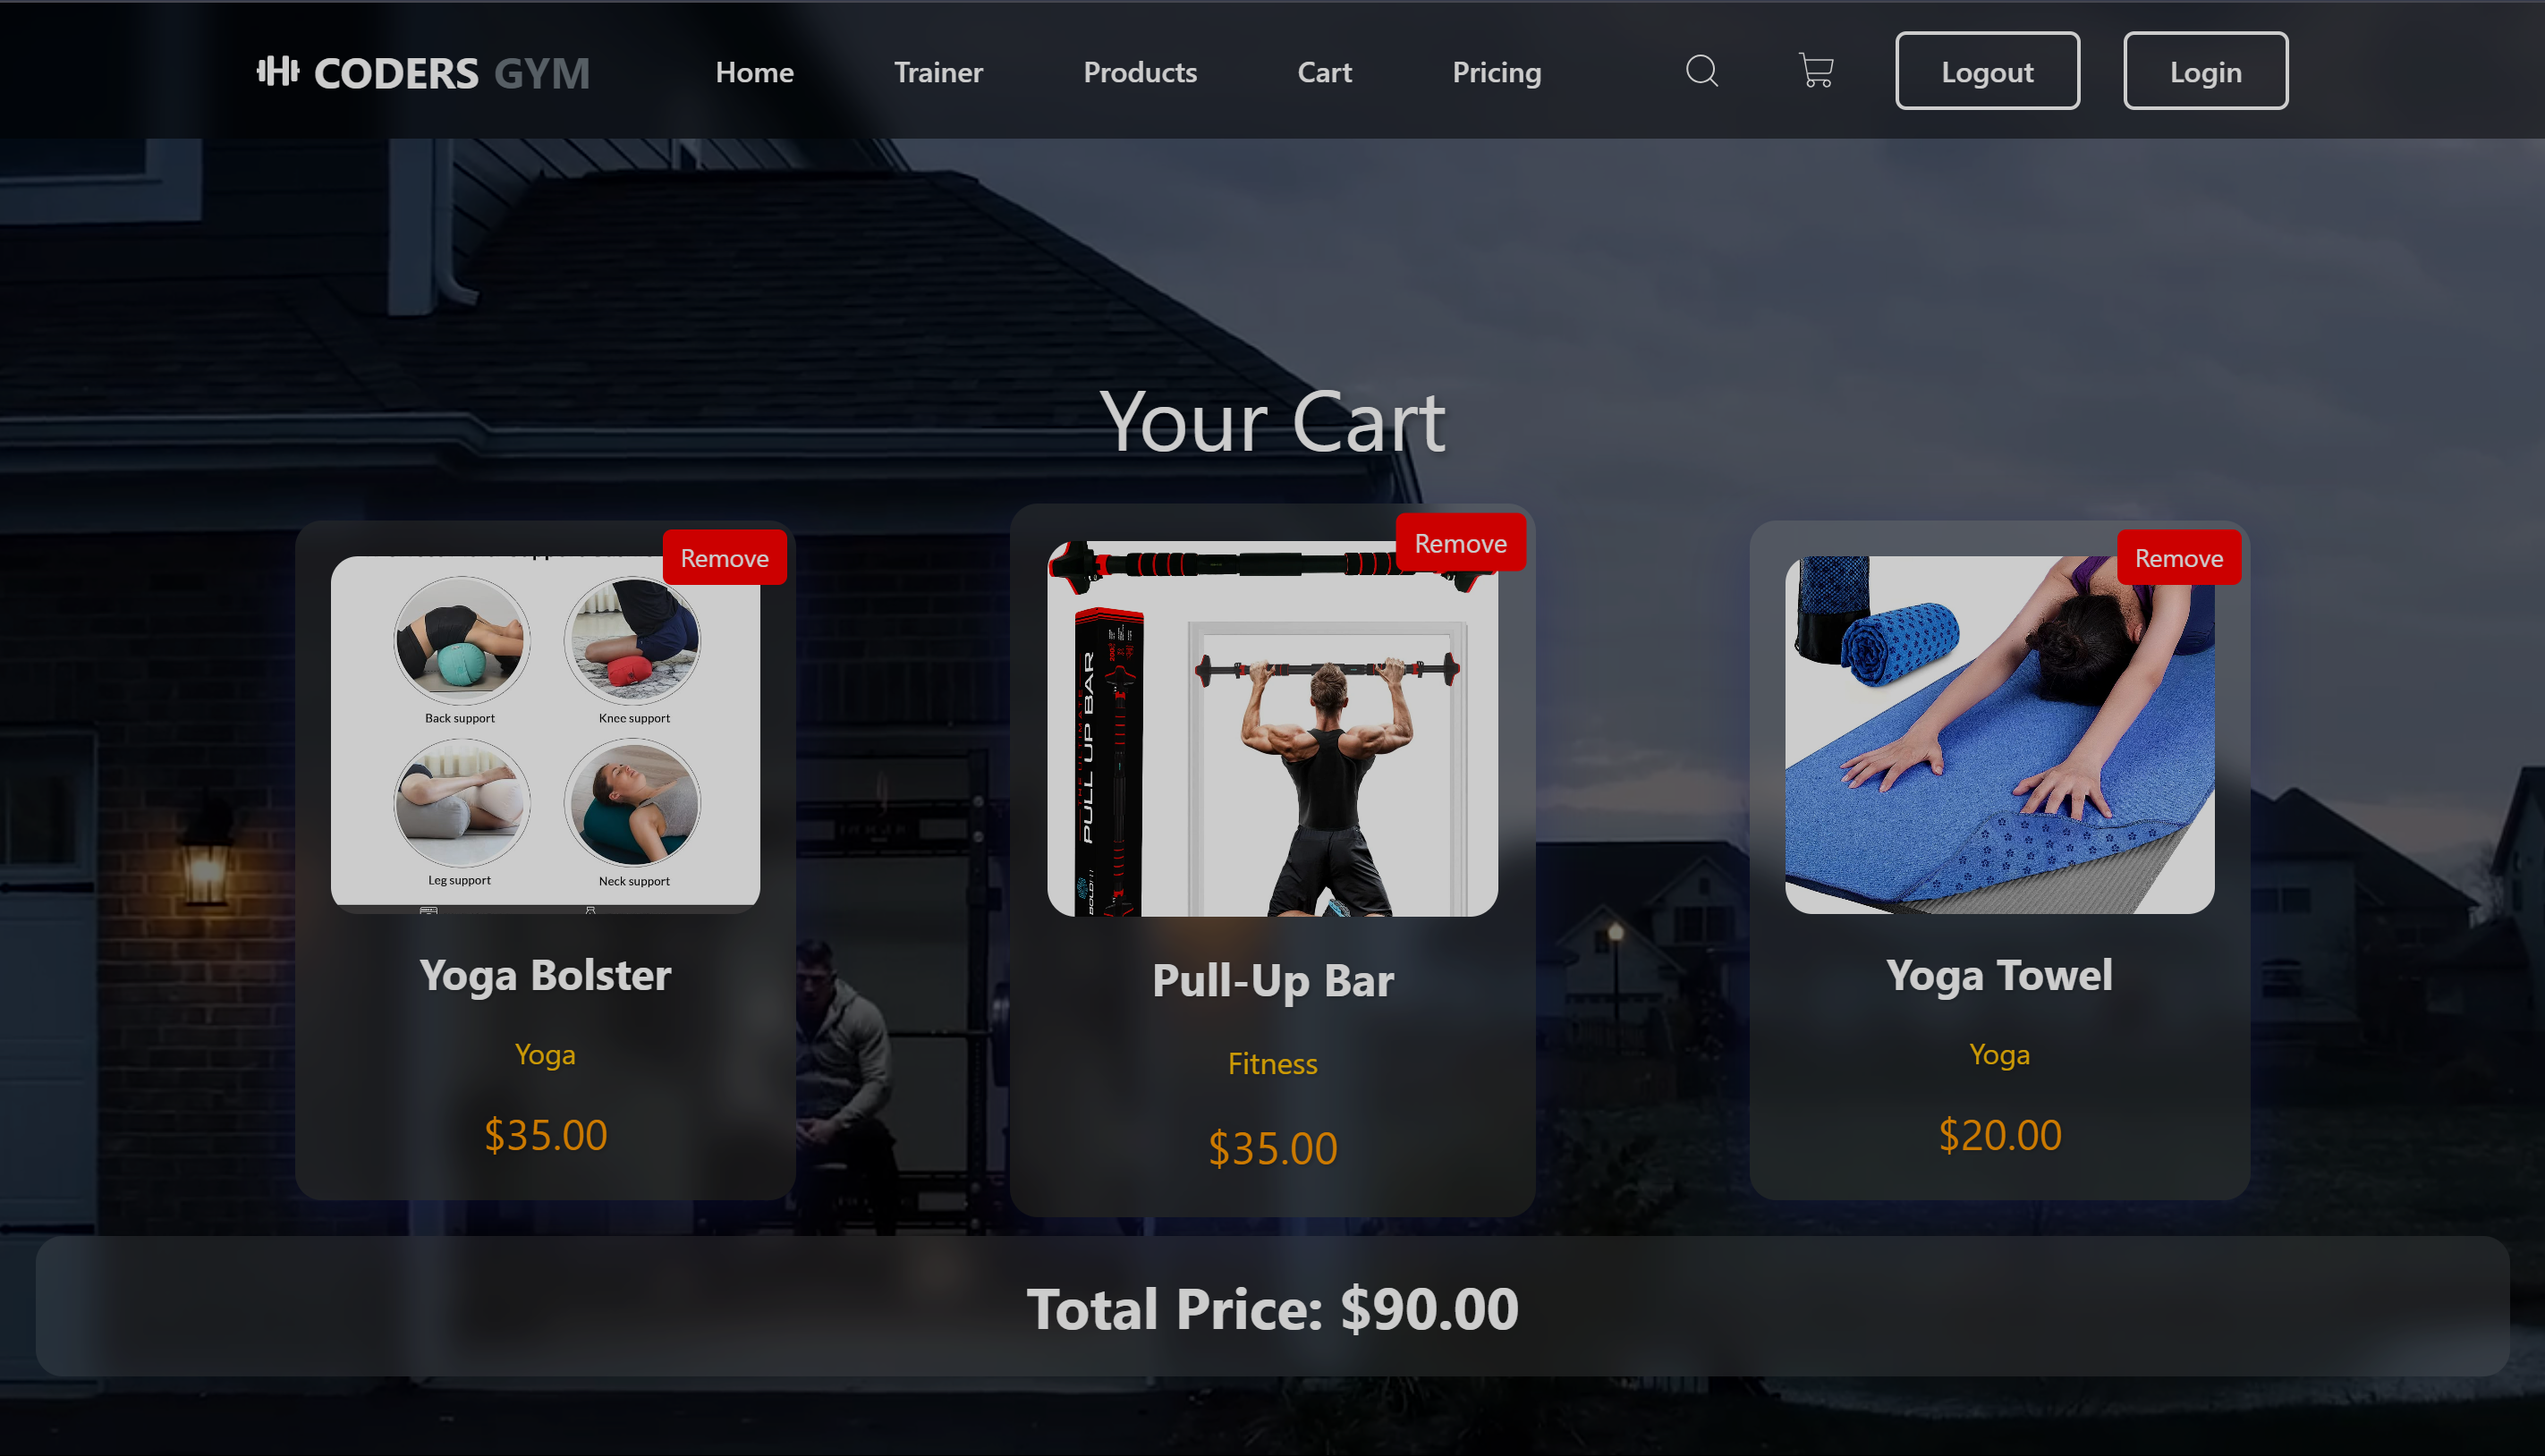 CODERS GYM
Home
Trainer
Products
Cart
Pricing
Logout
Login
Your Cart
Remove
Back support
Knee support
Leg support
Neck support
Yoga Bolster
Yoga
$35.00
Remove
PULL UP BAR
Pull-Up Bar
Fitness
$35.00
Remove
Yoga Towel
Yoga
$20.00
Total Price: $90.00